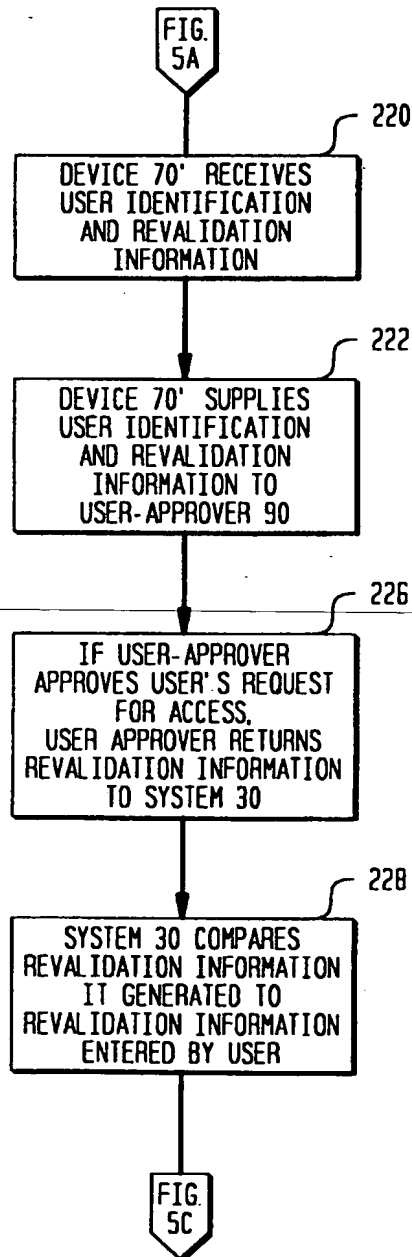 FIG.
5A
220
DEVICE 70' RECEIVES
USER IDENTIFICATION
AND REVALIDATION
INFORMATION
222
DEVICE 70' SUPPLIES
USER IDENTIFICATION
AND REVALIDATION
INFORMATION TO
USER-APPROVER 90
226
IF USER-APPROVER
APPROVES USER'S REQUEST
FOR ACCESS,
USER APPROVER RETURNS
REVALIDATION INFORMATION
TO SYSTEM 30
228
SYSTEM 30 COMPARES
REVALIDATION INFORMATION
IT GENERATED TO
REVALIDATION INFORMATION
ENTERED BY USER
FIG.
5C